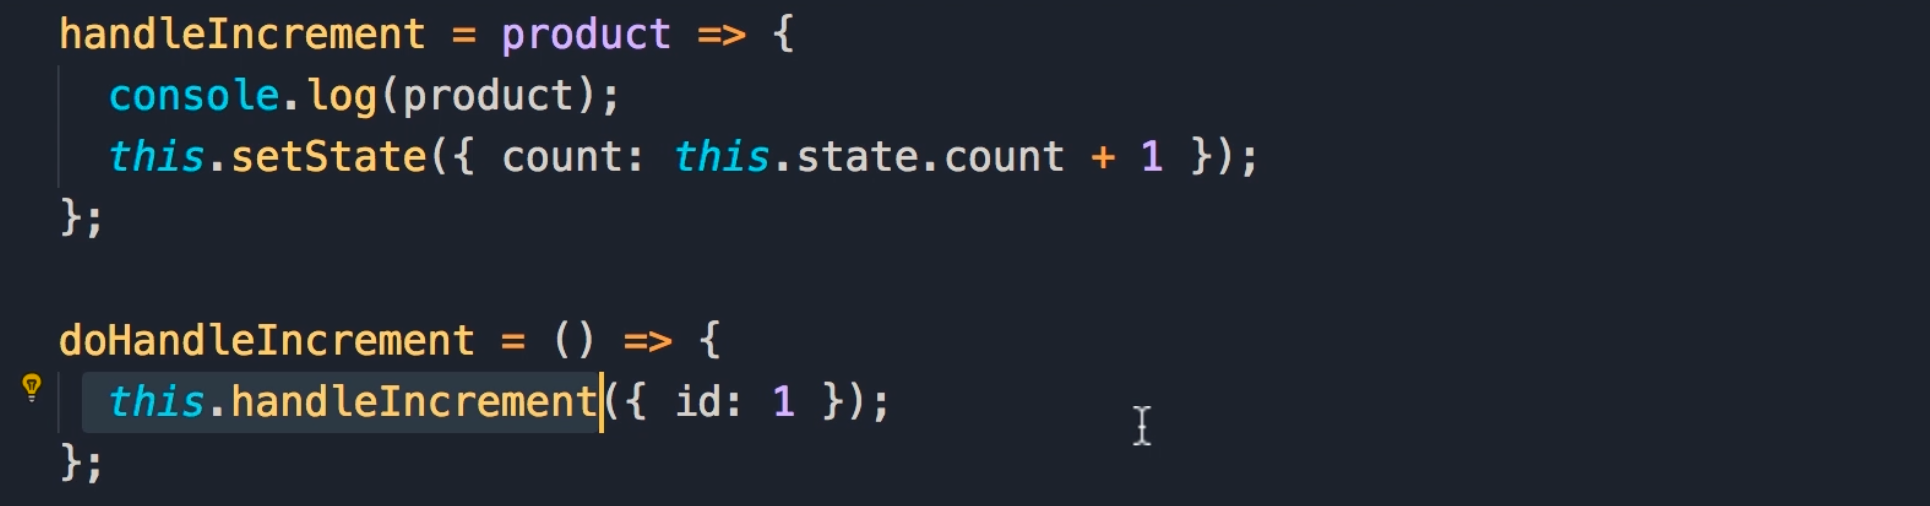 handleIncrement = product => {
  console.log(product);
  this.setState({ count: this.state.count + 1 });
};

doHandleIncrement = () => {
  this.handleIncrement({ id: 1 });
};